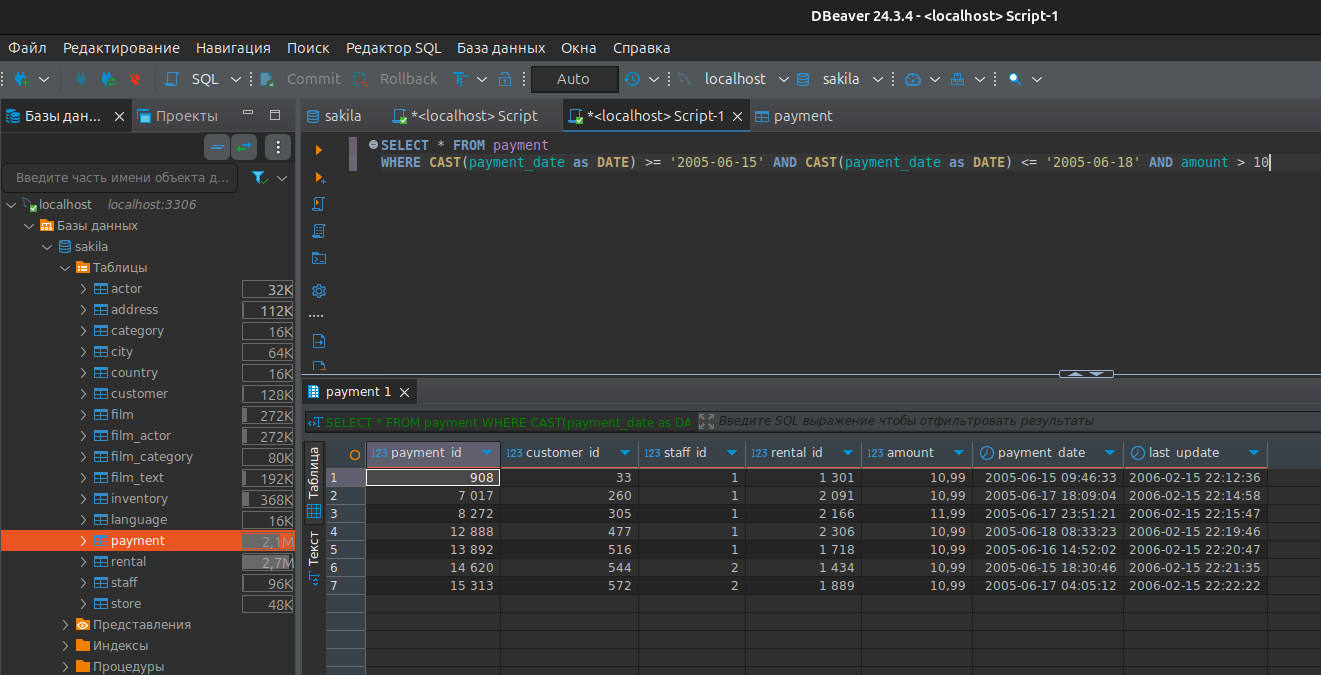 DBeaver 24.3.4 - <localhost> Script-1
Файл Редактирование Навигация Поиск Редактор SQL База данных Окна Справка
SQL Commit Rollback Auto localhost sakila
Базы дан... Проекты
Введите часть имени объекта д...
localhost localhost:3306
Базы данных
sakila
Таблицы
actor 32K
address 112K
category 16K
city 64K
country 16K
customer 128K
film 272K
film_actor 272K
film_category 80K
film_text 192K
inventory 368K
language 16K
payment 2,1M
rental 2,7M
staff 96K
store 48K
Представления
Индексы
Процедуры
sakila *<localhost> Script *<localhost> Script-1 payment
SELECT * FROM payment
WHERE CAST(payment_date as DATE) >= '2005-06-15' AND CAST(payment_date as DATE) <= '2005-06-18' AND amount > 10
payment 1
SELECT * FROM payment WHERE CAST(payment_date as DA Введите SQL выражение чтобы отфильтровать результаты
Таблица
Текст
123 payment_id 123 customer_id 123 staff_id 123 rental_id 123 amount payment_date last_update
1 908 33 1 1 301 10,99 2005-06-15 09:46:33 2006-02-15 22:12:36
2 7 017 260 1 2 091 10,99 2005-06-17 18:09:04 2006-02-15 22:14:58
3 8 272 305 1 2 166 11,99 2005-06-17 23:51:21 2006-02-15 22:15:47
4 12 888 477 1 2 306 10,99 2005-06-18 08:33:23 2006-02-15 22:19:46
5 13 892 516 1 1 718 10,99 2005-06-16 14:52:02 2006-02-15 22:20:47
6 14 620 544 2 1 434 10,99 2005-06-15 18:30:46 2006-02-15 22:21:35
7 15 313 572 2 1 889 10,99 2005-06-17 04:05:12 2006-02-15 22:22:22